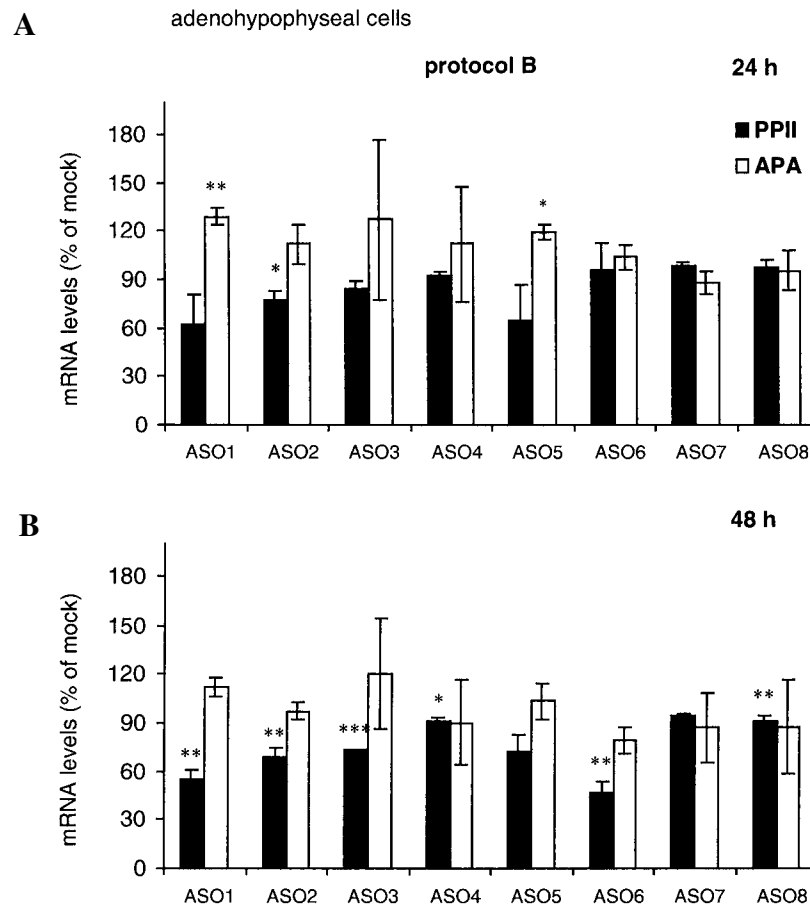 A
adenohypophyseal cells
protocol B
24 h
PPII
APA
mRNA levels (% of mock)
180
150
120
90
60
30
0
**
*
*
ASO1 ASO2 ASO3 ASO4 ASO5 ASO6 ASO7 ASO8
B
48 h
mRNA levels (% of mock)
180
150
120
90
60
30
0
**
**
***
*
**
**
ASO1 ASO2 ASO3 ASO4 ASO5 ASO6 ASO7 ASO8